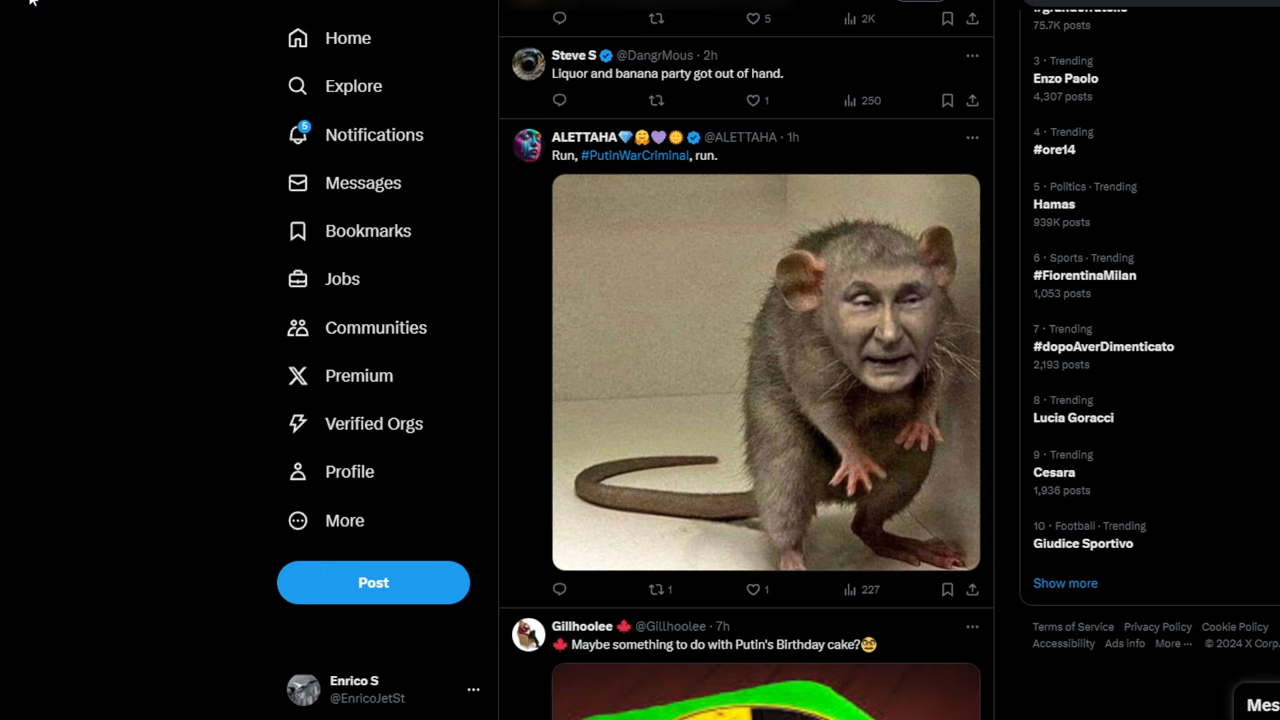 Home
Explore
5
Notifications
Messages
Bookmarks
Jobs
Communities
Premium
Verified Orgs
Profile
More
Post
Enrico S
@EnricoJetSt
5 2K
Steve S @DangrMous · 2h
Liquor and banana party got out of hand.
1 250
ALETTAHA💎🤗💜🌞 @ALETTAHA · 1h
Run, #PutinWarCriminal, run.
1 1 227
Gillhoolee 🍁 @Gillhoolee · 7h
🍁 Maybe something to do with Putin's Birthday cake?🤓
75.7K posts
3 · Trending
Enzo Paolo
4,307 posts
4 · Trending
#ore14
5 · Politics · Trending
Hamas
939K posts
6 · Sports · Trending
#FiorentinaMilan
1,053 posts
7 · Trending
#dopoAverDimenticato
2,193 posts
8 · Trending
Lucia Goracci
9 · Trending
Cesara
1,936 posts
10 · Football · Trending
Giudice Sportivo
Show more
Terms of Service Privacy Policy Cookie Policy
Accessibility Ads info More ··· © 2024 X Corp.
Mes